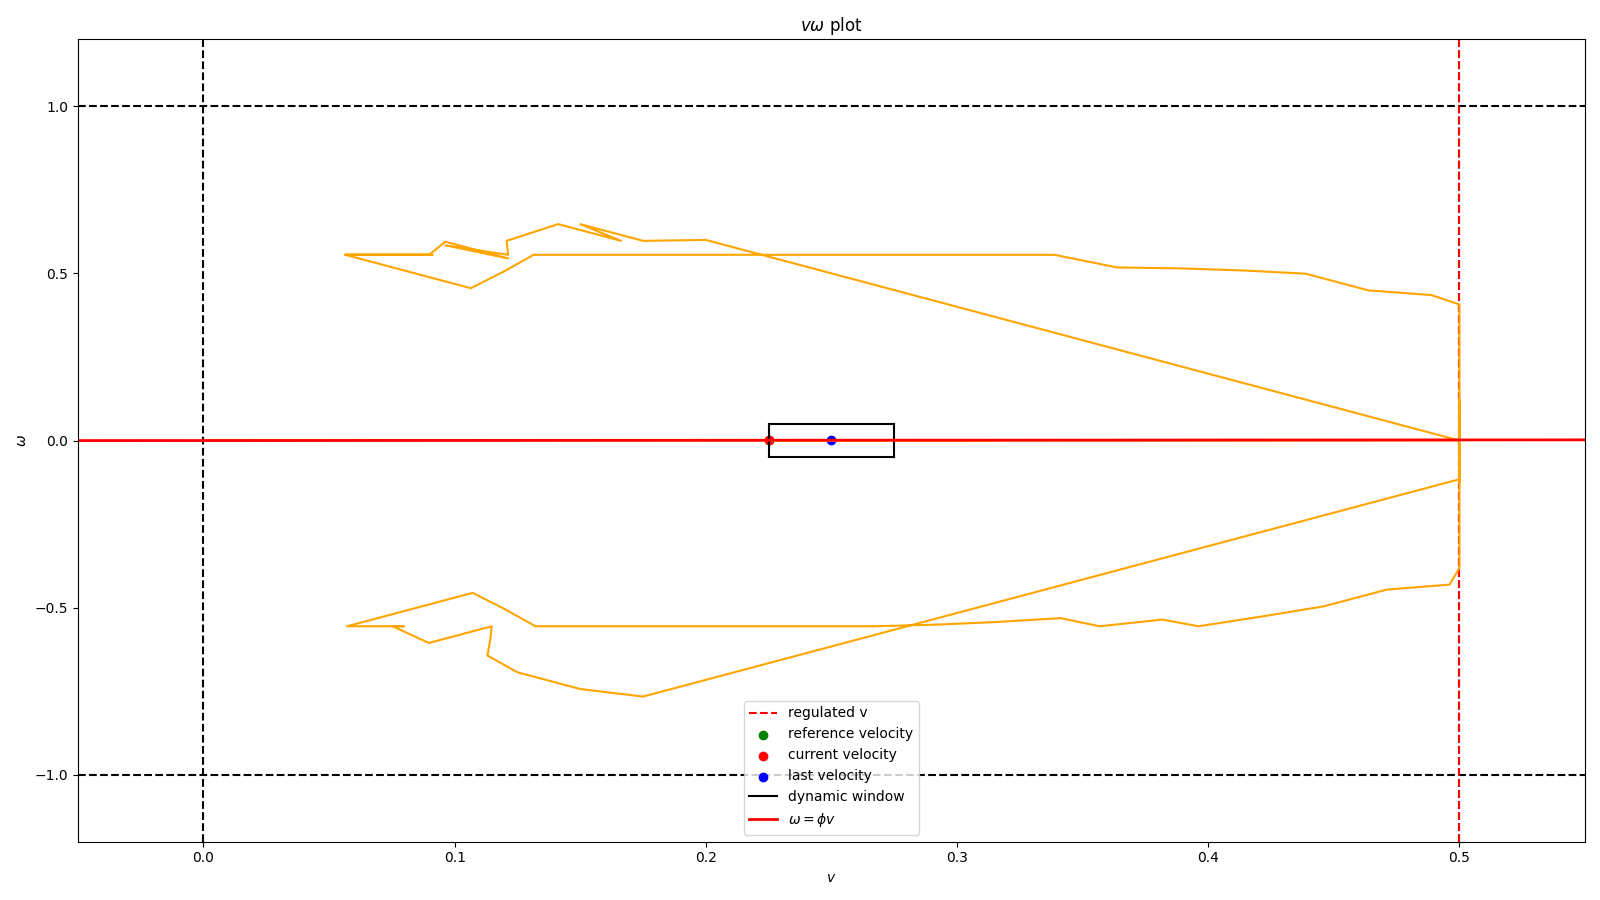 vω plot
1.0
0.5
0.0
−0.5
−1.0
ω
0.0 0.1 0.2 0.3 0.4 0.5
v
regulated v
reference velocity
current velocity
last velocity
dynamic window
ω = ϕv